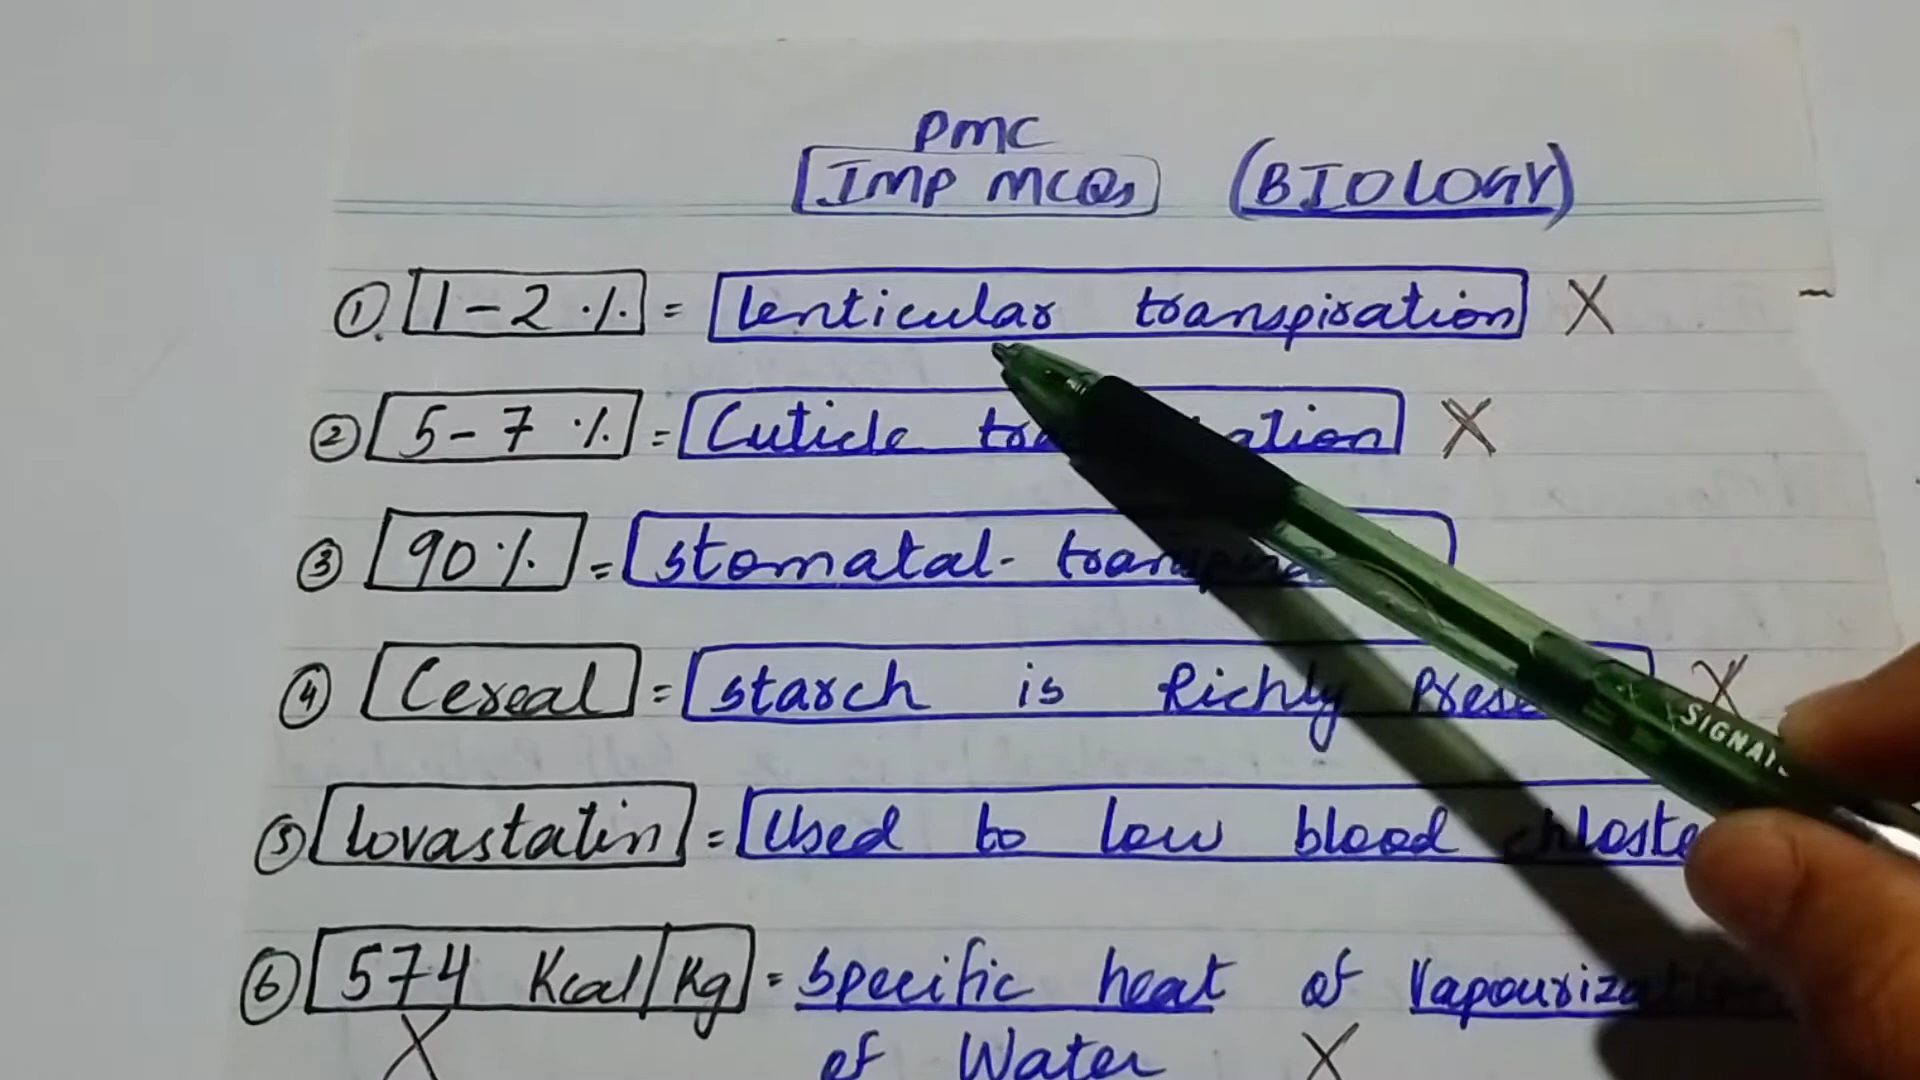 PMC
IMP MCQs (BIOLOGY)
① 1-2 % = lenticular transpiration X
② 5-7 % = Cuticle X
③ 90 % = stomatal-
④ Cereal = starch is Richly X
⑤ lovastatin = Used to low blood
⑥ 574 Kcal/Kg = Specific heat of
X of Water X
SIGNA